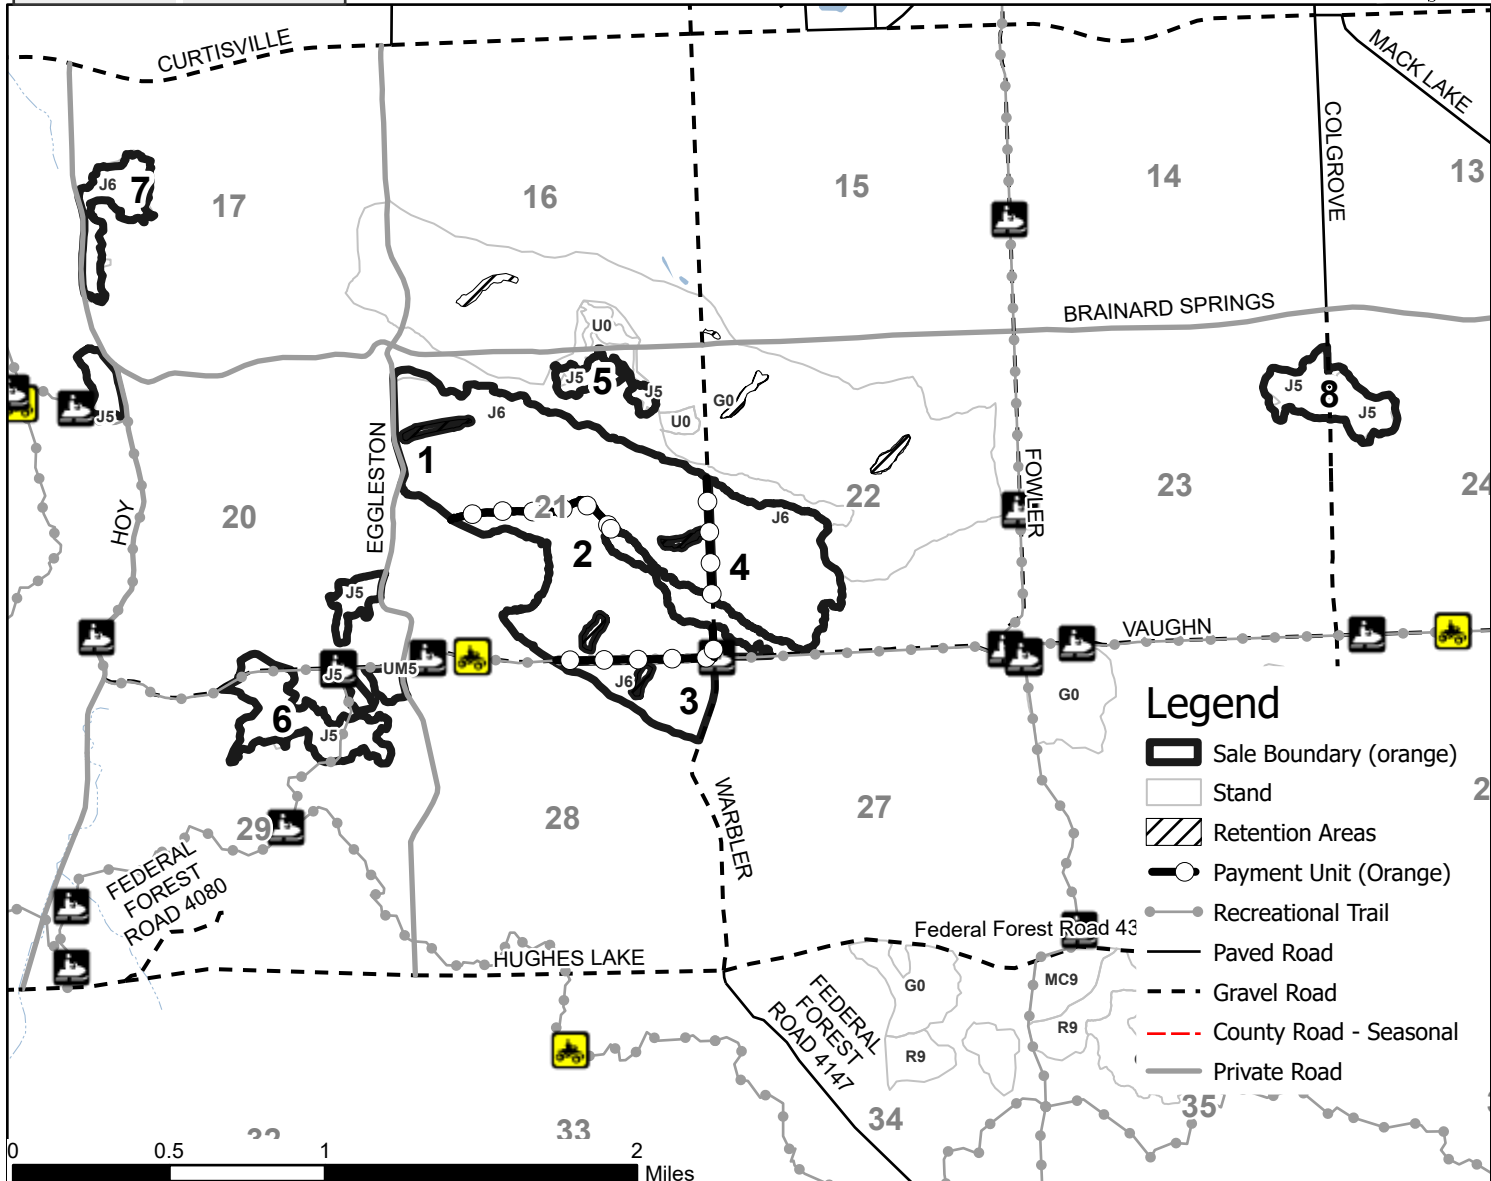 CURTISVILLE
MACK LAKE
COLGROVE
J6
7
17
16
15
14
13
BRAINARD SPRINGS
U0
J5
5
J5
J6
G0
U0
J5
8
J5
J5
1
EGGLESTON
HOY
20
21
22
FOWLER
23
24
J6
2
4
J5
VAUGHN
UM5
J5
J6
3
6
J5
G0
WARBLER
29
28
27
FEDERAL
FOREST
ROAD 4080
HUGHES LAKE
Federal Forest Road 43
G0
MC9
R9
R9
FEDERAL
FOREST
ROAD 4147
32
33
34
35
Legend
Sale Boundary (orange)
Stand
Retention Areas
Payment Unit (Orange)
Recreational Trail
Paved Road
Gravel Road
County Road - Seasonal
Private Road
0 0.5 1 2
Miles